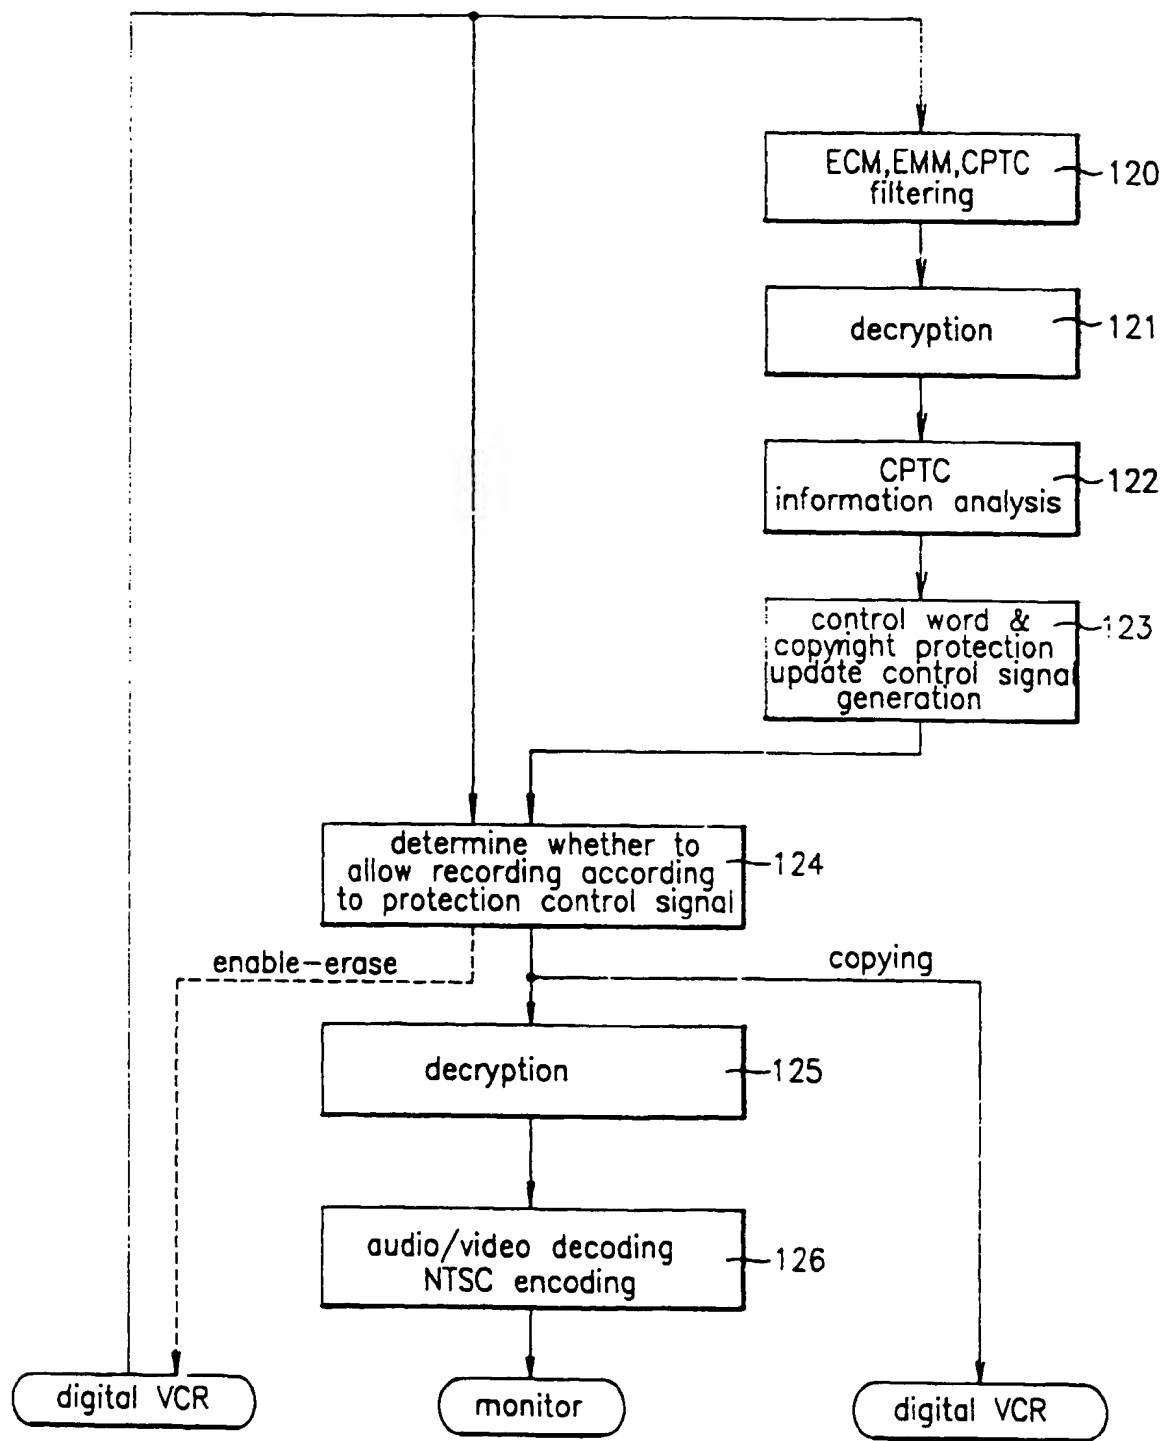 ECM,EMM,CPTC
filtering
120
decryption
121
CPTC
information analysis
122
control word &
copyright protection
update control signal
generation
123
determine whether to
allow recording according
to protection control signal
124
enable-erase
copying
decryption
125
audio/video decoding
NTSC encoding
126
digital VCR
monitor
digital VCR